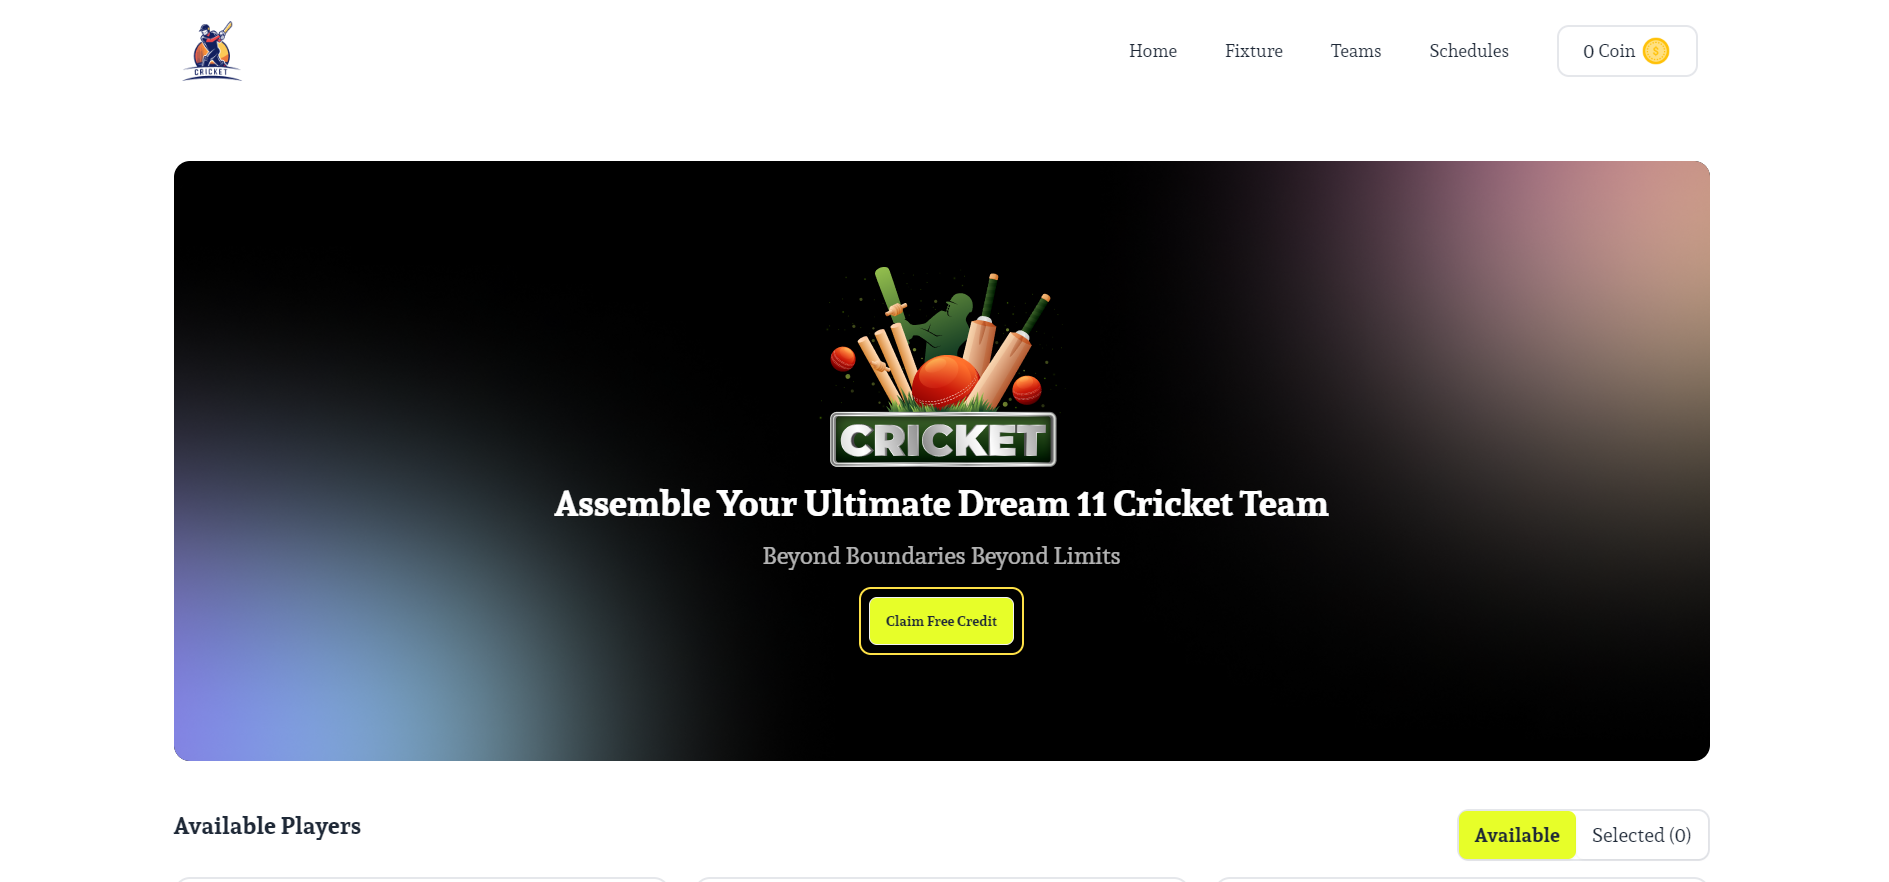 CRICKET
Home
Fixture
Teams
Schedules
0 Coin
$
CRICKET
Assemble Your Ultimate Dream 11 Cricket Team
Beyond Boundaries Beyond Limits
Claim Free Credit
Available Players
Available
Selected (0)